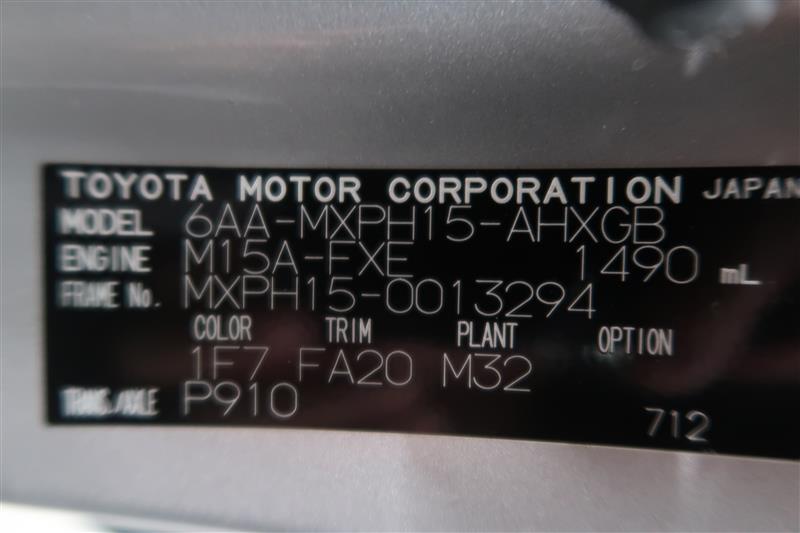 TOYOTA MOTOR CORPORATION JAPAN
MODEL 6AA-MXPH15-AHXGB
ENGINE M15A-FXE 1490 mL
FRAME No. MXPH15-0013294
COLOR TRIM PLANT OPTION
1F7 FA20 M32
TRANS./AXLE P910
712